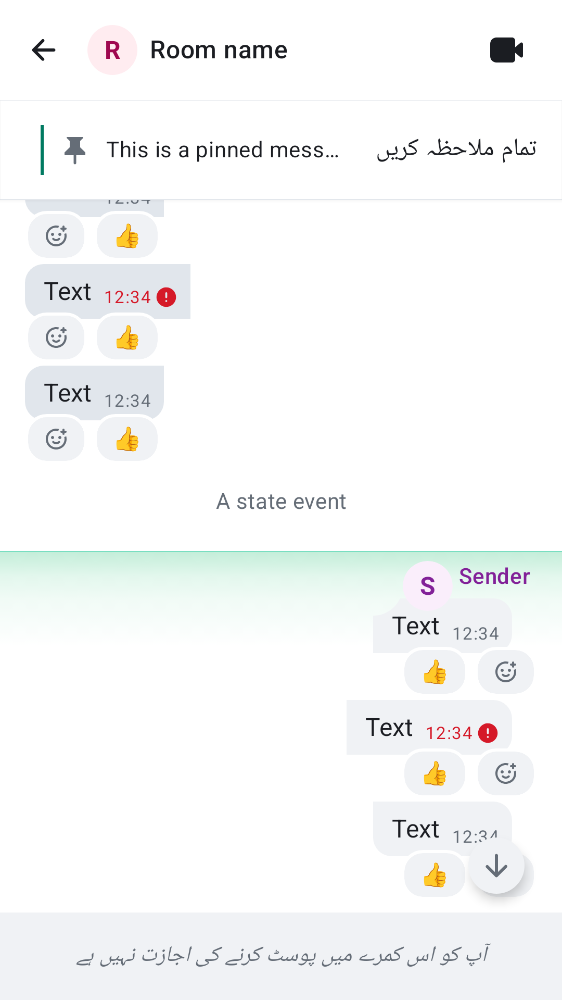 R Room name
This is a pinned mess... تمام ملاحظہ کریں
12:34
Text 12:34
Text 12:34
A state event
S Sender
Text 12:34
Text 12:34
Text 12:34
آپ کو اس کمرے میں پوسٹ کرنے کی اجازت نہیں ہے